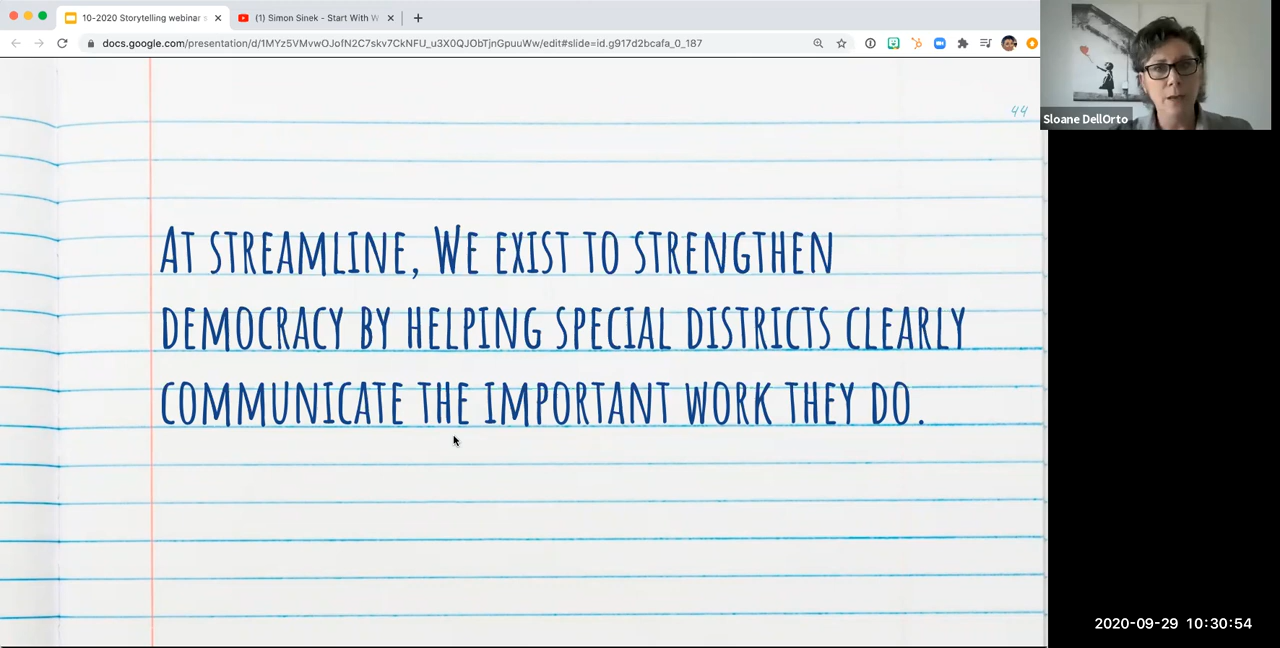 10-2020 Storytelling webinar s
(1) Simon Sinek - Start With W
docs.google.com/presentation/d/1MYz5VMvwOJofN2C7skv7CkNFU_u3X0QJObTjnGpuuWw/edit#slide=id.g917d2bcafa_0_187
44
Sloane DellOrto
At streamline, We exist to strengthen
democracy by helping special districts clearly
communicate the important work they do.
2020-09-29 10:30:54